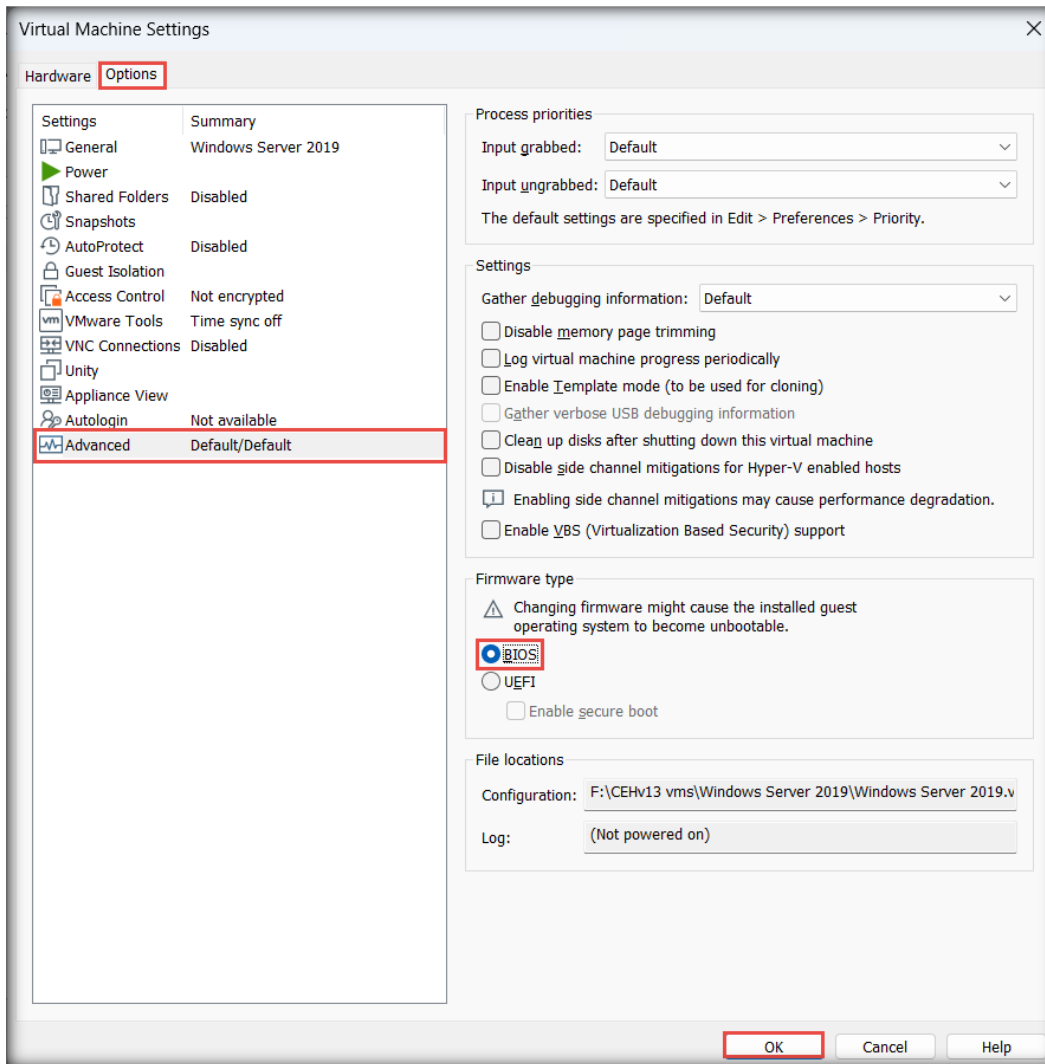 Virtual Machine Settings
Hardware Options
Settings Summary
General Windows Server 2019
Power
Shared Folders Disabled
Snapshots
AutoProtect Disabled
Guest Isolation
Access Control Not encrypted
vm VMware Tools Time sync off
VNC Connections Disabled
Unity
Appliance View
Autologin Not available
Advanced Default/Default
Process priorities
Input grabbed: Default
Input ungrabbed: Default
The default settings are specified in Edit > Preferences > Priority.
Settings
Gather debugging information: Default
Disable memory page trimming
Log virtual machine progress periodically
Enable Template mode (to be used for cloning)
Gather verbose USB debugging information
Clean up disks after shutting down this virtual machine
Disable side channel mitigations for Hyper-V enabled hosts
Enabling side channel mitigations may cause performance degradation.
Enable VBS (Virtualization Based Security) support
Firmware type
Changing firmware might cause the installed guest
operating system to become unbootable.
BIOS
UEFI
Enable secure boot
File locations
Configuration: F:\CEHv13 vms\Windows Server 2019\Windows Server 2019.v
Log: (Not powered on)
OK Cancel Help